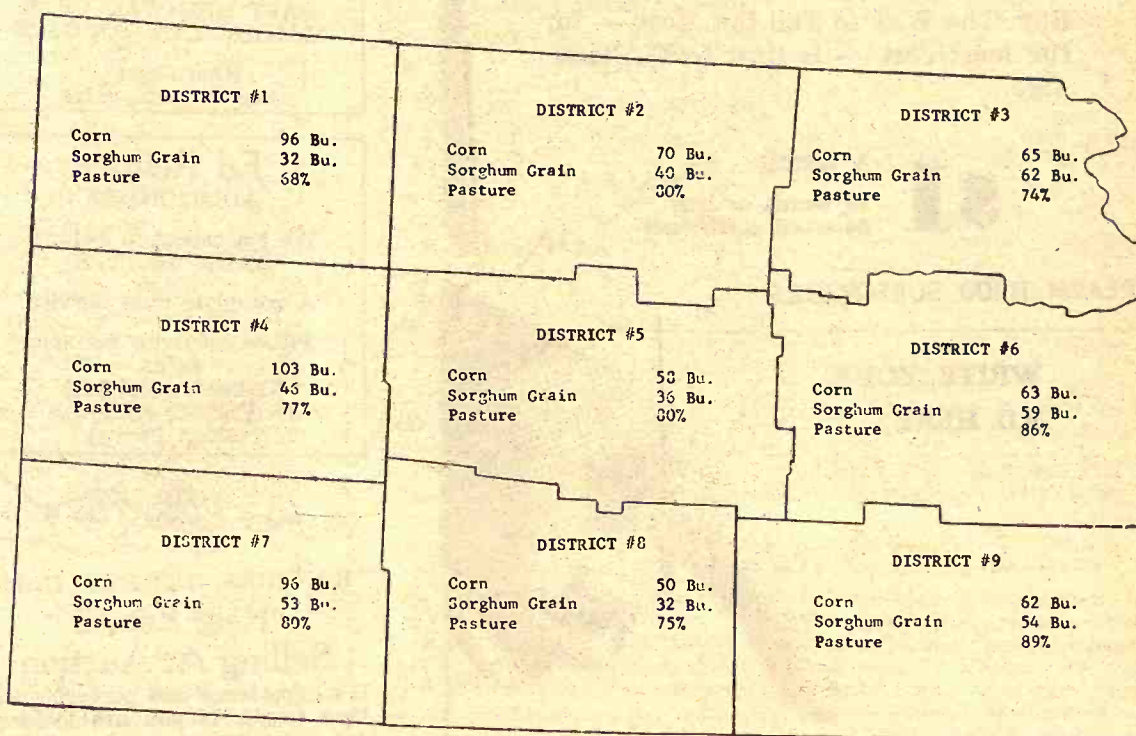 DISTRICT #1
Corn 96 Bu.
Sorghum Grain 32 Bu.
Pasture 68%
DISTRICT #2
Corn 70 Bu.
Sorghum Grain 40 Bu.
Pasture 80%
DISTRICT #3
Corn 65 Bu.
Sorghum Grain 62 Bu.
Pasture 74%
DISTRICT #4
Corn 103 Bu.
Sorghum Grain 46 Bu.
Pasture 77%
DISTRICT #5
Corn 58 Bu.
Sorghum Grain 36 Bu.
Pasture 80%
DISTRICT #6
Corn 63 Bu.
Sorghum Grain 59 Bu.
Pasture 86%
DISTRICT #7
Corn 96 Bu.
Sorghum Grain 53 Bu.
Pasture 80%
DISTRICT #8
Corn 50 Bu.
Sorghum Grain 32 Bu.
Pasture 75%
DISTRICT #9
Corn 62 Bu.
Sorghum Grain 54 Bu.
Pasture 89%
Selling At Auction